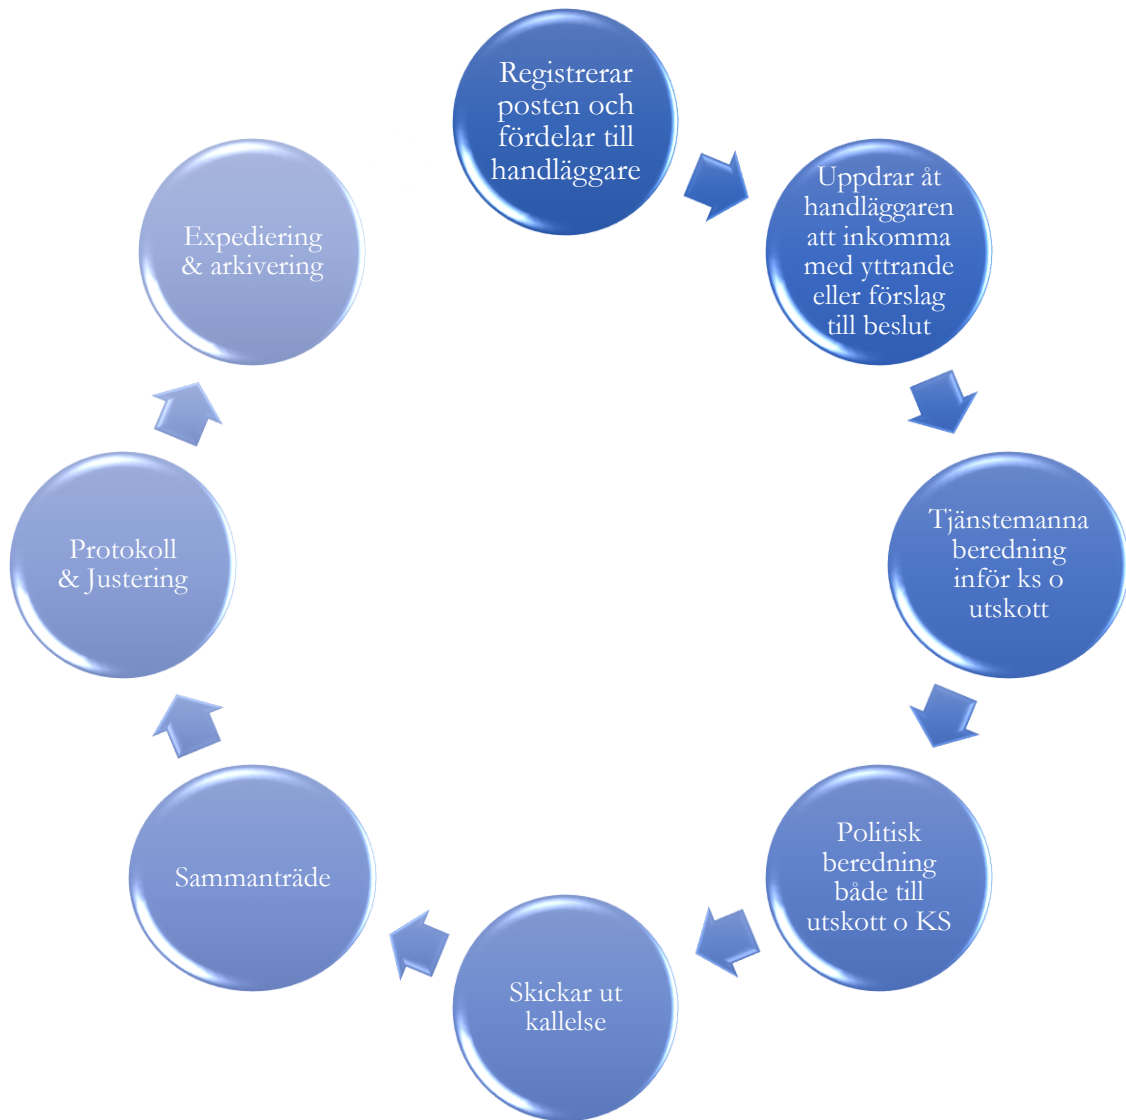 Registrerar
posten och
fördelar till
handläggare
Uppdrar åt
handläggaren
att inkomma
med yttrande
eller förslag
till beslut
Tjänstemanna
beredning
inför ks o
utskott
Politisk
beredning
både till
utskott o KS
Skickar ut
kallelse
Sammanträde
Protokoll
& Justering
Expediering
& arkivering